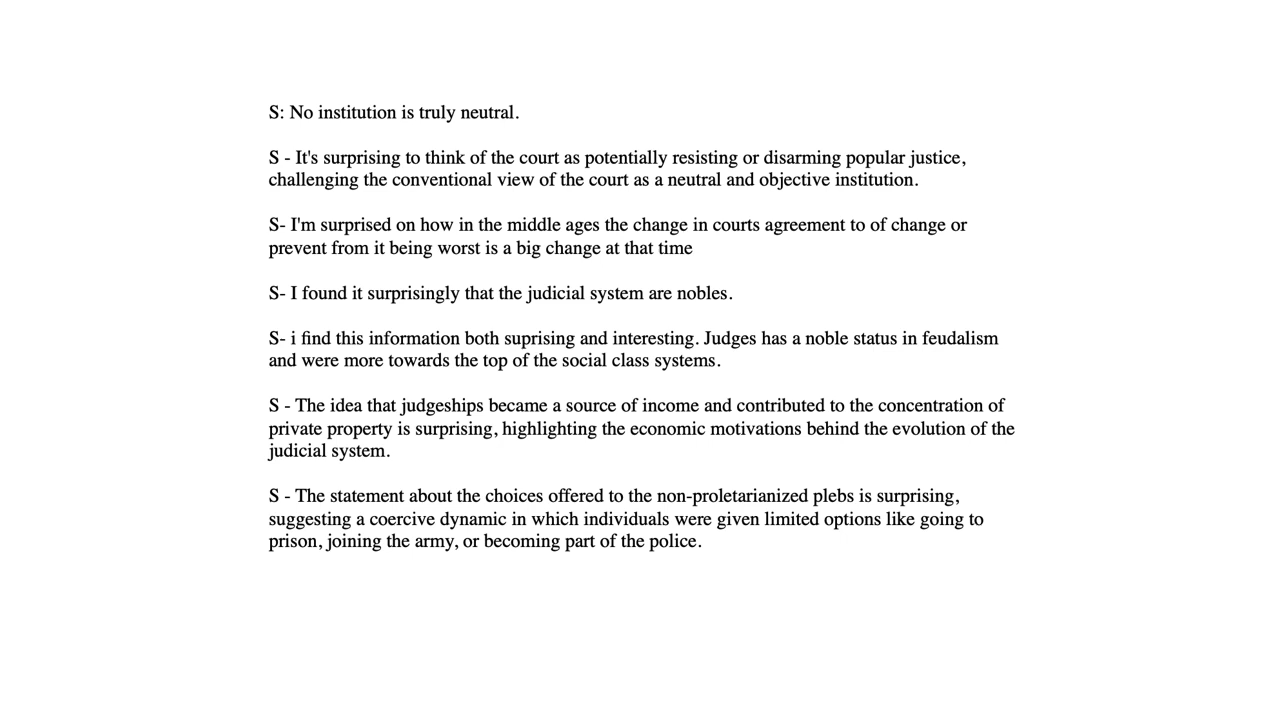 S: No institution is truly neutral.
S - It's surprising to think of the court as potentially resisting or disarming popular justice,
challenging the conventional view of the court as a neutral and objective institution.
S- I'm surprised on how in the middle ages the change in courts agreement to of change or
prevent from it being worst is a big change at that time
S- I found it surprisingly that the judicial system are nobles.
S- i find this information both suprising and interesting. Judges has a noble status in feudalism
and were more towards the top of the social class systems.
S - The idea that judgeships became a source of income and contributed to the concentration of
private property is surprising, highlighting the economic motivations behind the evolution of the
judicial system.
S - The statement about the choices offered to the non-proletarianized plebs is surprising,
suggesting a coercive dynamic in which individuals were given limited options like going to
prison, joining the army, or becoming part of the police.